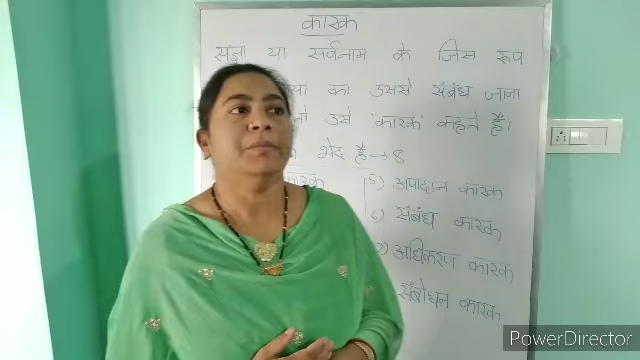 कारक
संज्ञा या सर्वनाम के जिस रूप
का उससे संबंध जाना
उसे 'कारक' कहते हैं।
भेद है → 8
कारक
5) अपादान कारक
6) संबंध कारक
7) अधिकरण कारक
संबोधन कारक
PowerDirector